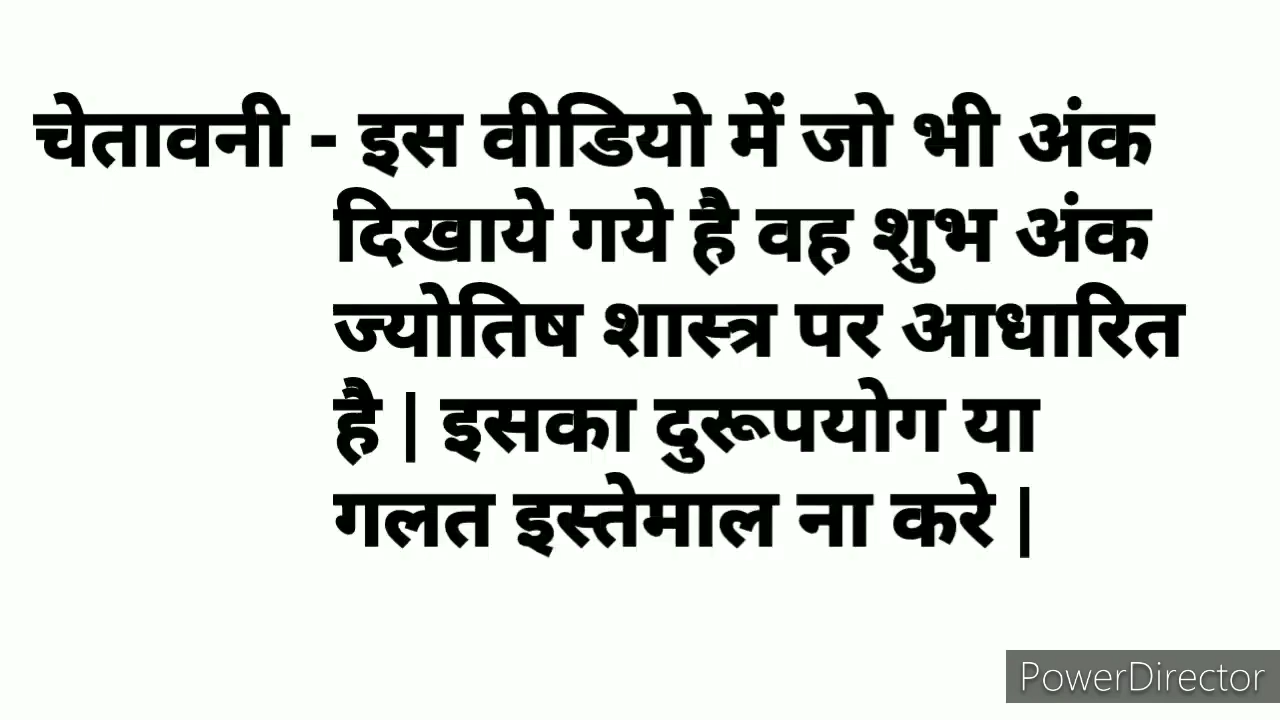 चेतावनी - इस वीडियो में जो भी अंक
दिखाये गये है वह शुभ अंक
ज्योतिष शास्त्र पर आधारित
है | इसका दुरूपयोग या
गलत इस्तेमाल ना करे |
PowerDirector